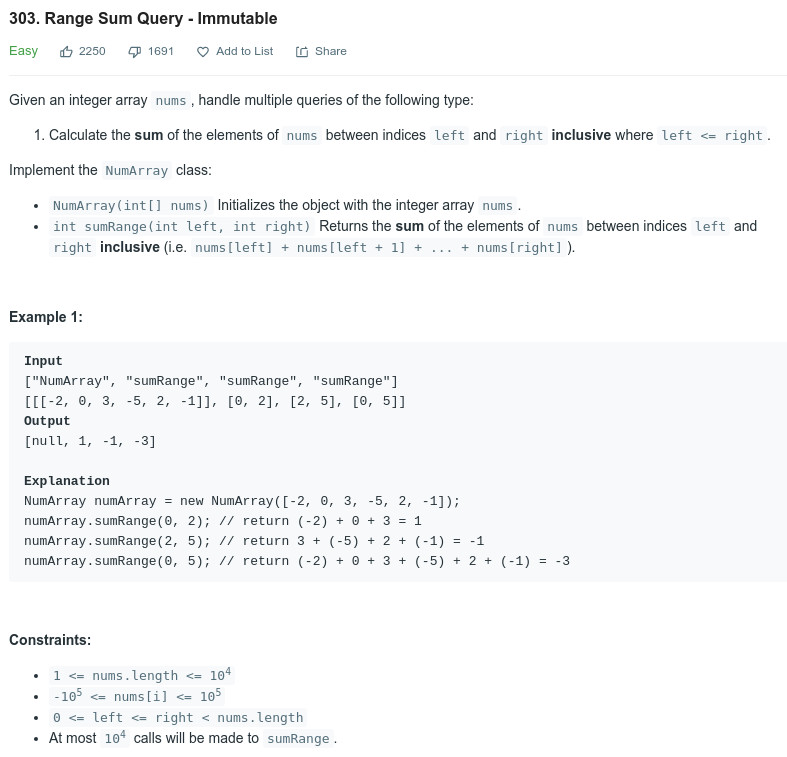 303. Range Sum Query - Immutable
Easy 2250 1691 Add to List Share
Given an integer array nums , handle multiple queries of the following type:
1. Calculate the sum of the elements of nums between indices left and right inclusive where left <= right .
Implement the NumArray class:
• NumArray(int[] nums) Initializes the object with the integer array nums .
• int sumRange(int left, int right) Returns the sum of the elements of nums between indices left and
right inclusive (i.e. nums[left] + nums[left + 1] + ... + nums[right] ).
Example 1:
Input
["NumArray", "sumRange", "sumRange", "sumRange"]
[[[-2, 0, 3, -5, 2, -1]], [0, 2], [2, 5], [0, 5]]
Output
[null, 1, -1, -3]
Explanation
NumArray numArray = new NumArray([-2, 0, 3, -5, 2, -1]);
numArray.sumRange(0, 2); // return (-2) + 0 + 3 = 1
numArray.sumRange(2, 5); // return 3 + (-5) + 2 + (-1) = -1
numArray.sumRange(0, 5); // return (-2) + 0 + 3 + (-5) + 2 + (-1) = -3
Constraints:
• 1 <= nums.length <= 10⁴
• -10⁵ <= nums[i] <= 10⁵
• 0 <= left <= right < nums.length
• At most 10⁴ calls will be made to sumRange .